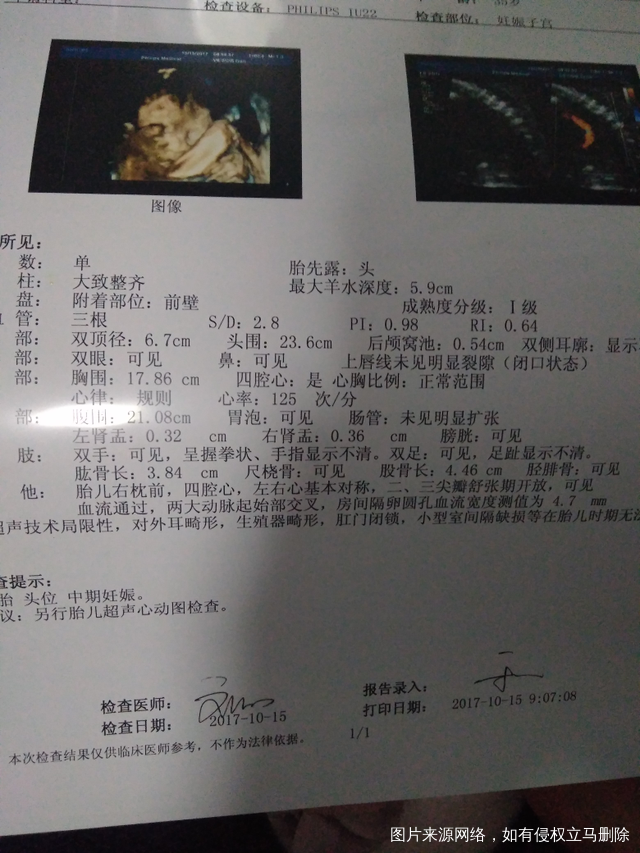 检查设备: PHILIPS IU22 检查部位: 妊娠子宫
图像
所见:
数: 单 胎先露: 头
柱: 大致整齐 最大羊水深度: 5.9cm
盘: 附着部位: 前壁 成熟度分级: Ⅰ级
管: 三根 S/D: 2.8 PI: 0.98 RI: 0.64
部: 双顶径: 6.7cm 头围: 23.6cm 后颅窝池: 0.54cm 双侧耳廓: 显示
部: 双眼: 可见 鼻: 可见 上唇线未见明显裂隙（闭口状态）
部: 胸围: 17.86 cm 四腔心: 是 心胸比例: 正常范围
心律: 规则 心率: 125 次/分
部: 腹围: 21.08cm 胃泡: 可见 肠管: 未见明显扩张
左肾盂: 0.32 cm 右肾盂: 0.36 cm 膀胱: 可见
肢: 双手: 可见, 呈握拳状、手指显示不清。双足: 可见, 足趾显示不清。
肱骨长: 3.84 cm 尺桡骨: 可见 股骨长: 4.46 cm 胫腓骨: 可见
他: 胎儿右枕前, 四腔心, 左右心基本对称, 二、三尖瓣舒张期开放, 可见
血流通过, 两大动脉起始部交叉, 房间隔卵圆孔血流宽度测值为 4.7 mm
超声技术局限性, 对外耳畸形, 生殖器畸形, 肛门闭锁, 小型室间隔缺损等在胎儿时期无法
查提示:
胎 头位 中期妊娠。
议: 另行胎儿超声心动图检查。
检查医师:
检查日期: 2017-10-15
报告录入:
打印日期: 2017-10-15 9:07:08
本次检查结果仅供临床医师参考, 不作为法律依据。 1/1
图片来源网络，如有侵权立马删除